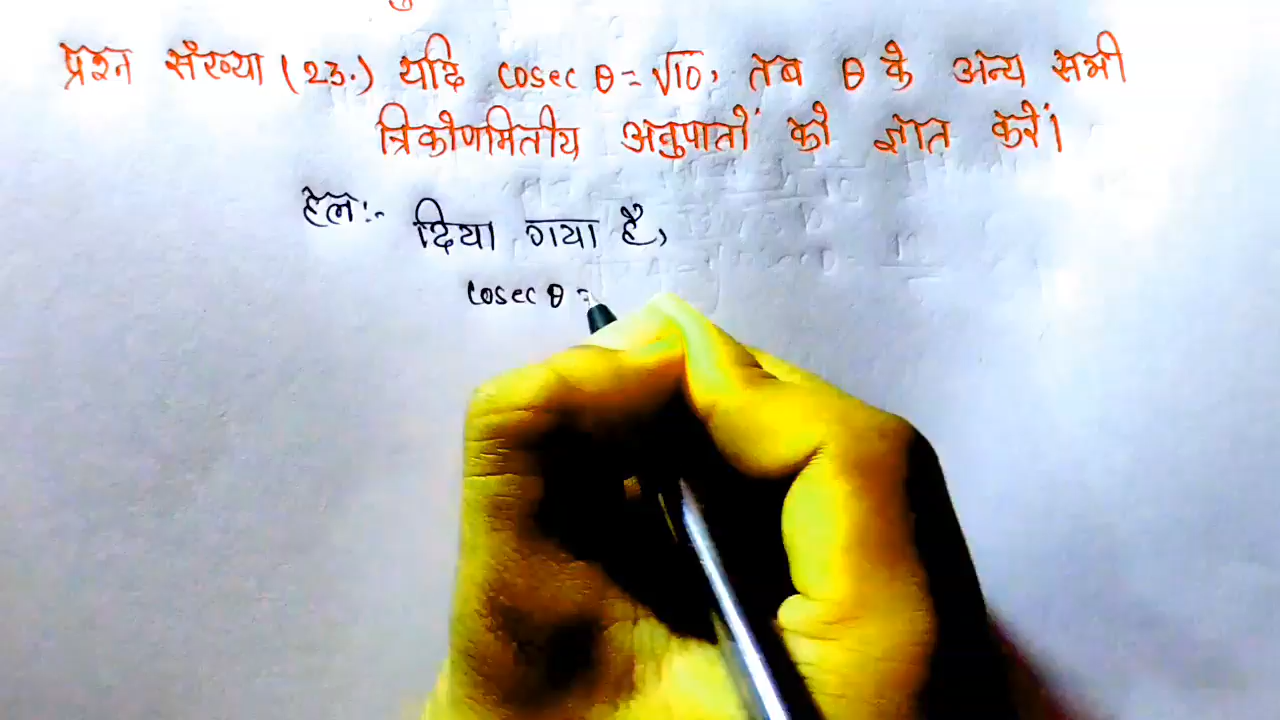 प्रश्न संख्या (23.) यदि cosec θ = √10, तब θ के अन्य सभी
त्रिकोणमितीय अनुपातों को ज्ञात करें।
हल:- दिया गया है,
cosec θ =